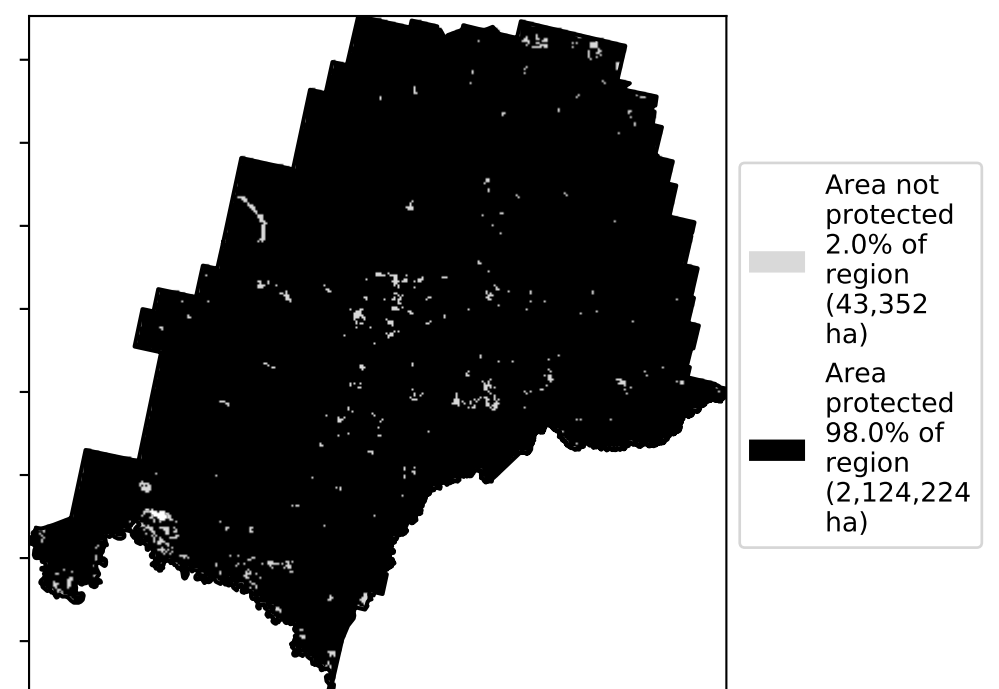 Area not
protected
2.0% of
region
(43,352
ha)
Area
protected
98.0% of
region
(2,124,224
ha)